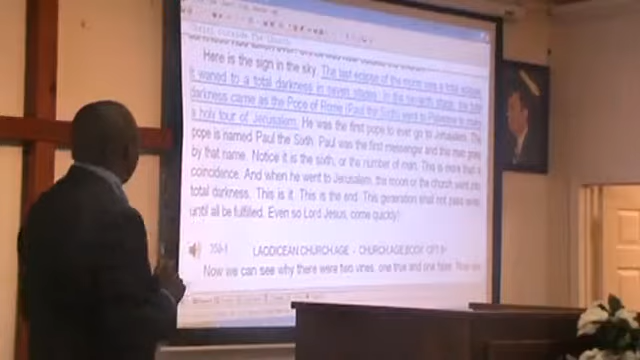 Here is the sign in the sky. The last eclipse of the moon was a total eclipse.
It waned to a total darkness in seven stages. In the seventh stage, the total
darkness came as the Pope of Rome (Paul the Sixth) went to Palestine to make
a holy tour of Jerusalem. He was the first pope to ever go to Jerusalem. The
pope is named Paul the Sixth. Paul was the first messenger and this man goes
by that name. Notice it is the sixth, or the number of man. This is more than a
coincidence. And when he went to Jerusalem, the moon or the church went into
total darkness. This is it. This is the end. This generation shall not pass away
until all be fulfilled. Even so Lord Jesus, come quickly!
LAODICEAN CHURCH AGE - CHURCH AGE BOOK
Now we can see why there were two vines, one true and one false.